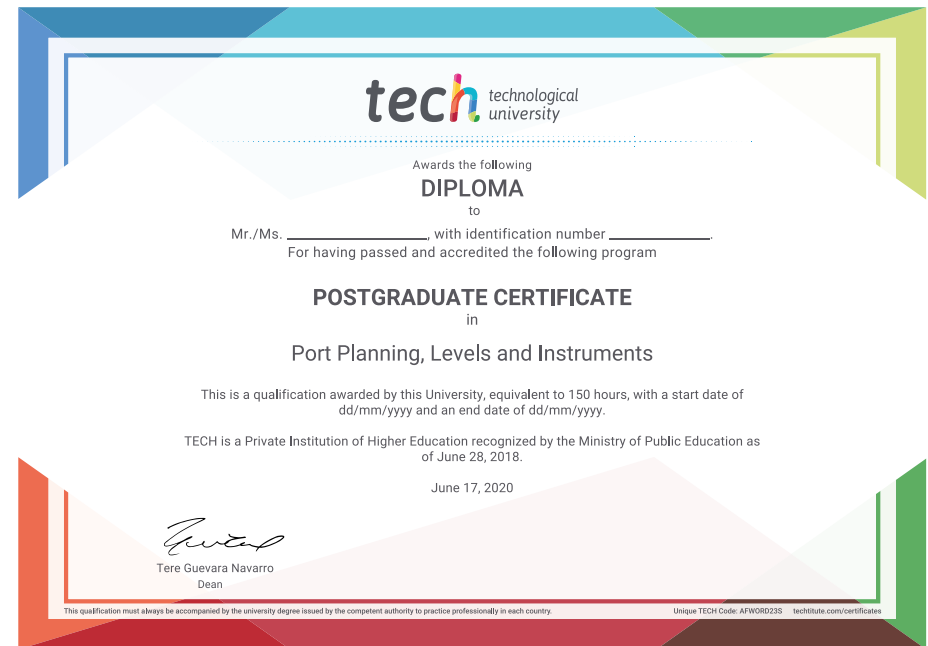 tech technological
university
Awards the following
DIPLOMA
to
Mr./Ms. ____________________, with identification number ______________.
For having passed and accredited the following program
POSTGRADUATE CERTIFICATE
in
Port Planning, Levels and Instruments
This is a qualification awarded by this University, equivalent to 150 hours, with a start date of
dd/mm/yyyy and an end date of dd/mm/yyyy.
TECH is a Private Institution of Higher Education recognized by the Ministry of Public Education as
of June 28, 2018.
June 17, 2020
Tere Guevara Navarro
Dean
This qualification must always be accompanied by the university degree issued by the competent authority to practice professionally in each country.
Unique TECH Code: AFWORD23S techtitute.com/certificates